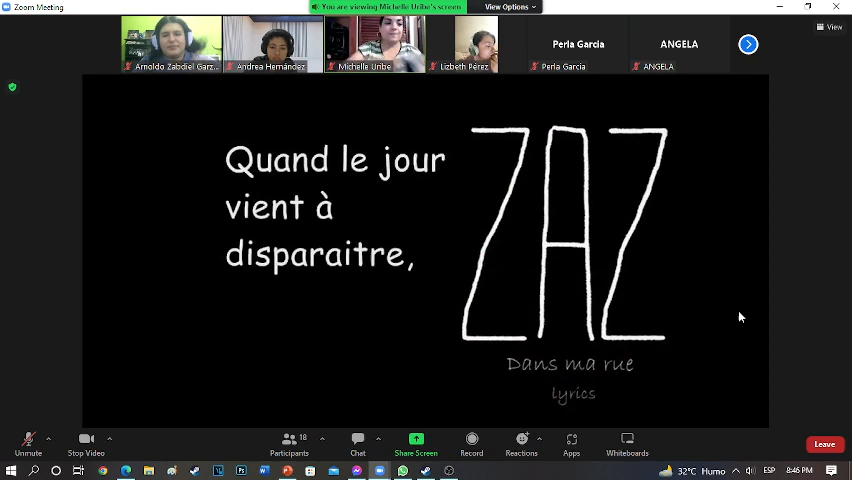 Zoom Meeting
You are viewing Michelle Uribe's screen
View Options
View
Arnoldo Zabdiel Garz...
Andrea Hernández
Michelle Uribe
Lizbeth Pérez
Perla Garcia
Perla Garcia
ANGELA
ANGELA
Quand le jour
vient à
disparaitre,
ZAZ
Dans ma rue
lyrics
Unmute
Stop Video
Participants
18
Chat
Share Screen
Record
Reactions
Apps
Whiteboards
Leave
32°C Humo
ESP
8:46 PM